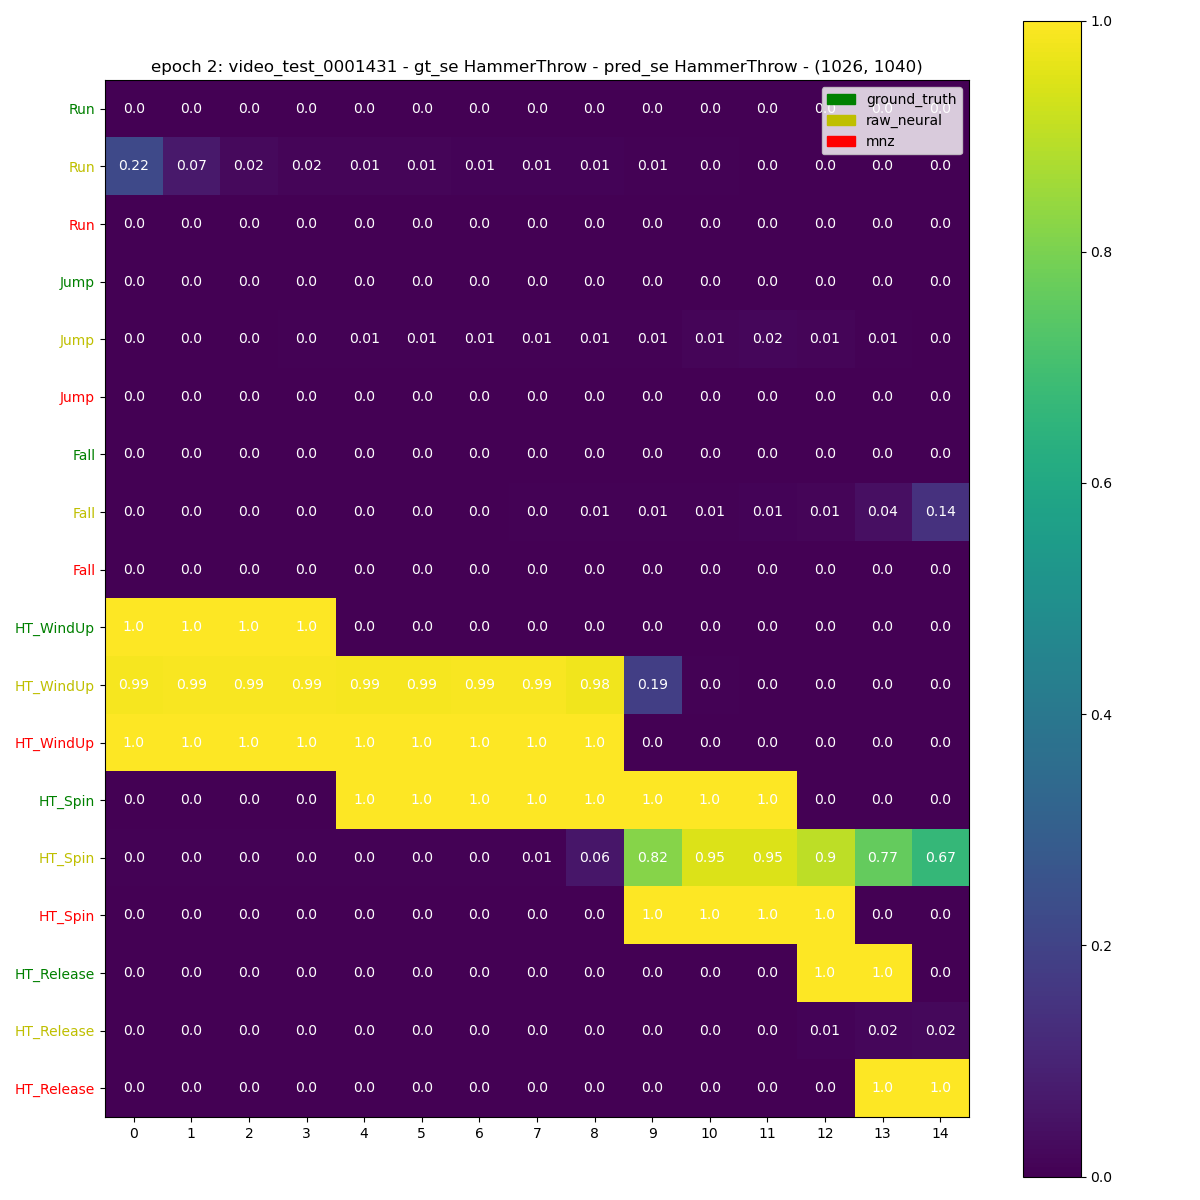 epoch 2: video_test_0001431 - gt_se HammerThrow - pred_se HammerThrow - (1026, 1040)
ground_truth
raw_neural
mnz
Run 0.0 0.0 0.0 0.0 0.0 0.0 0.0 0.0 0.0 0.0 0.0 0.0 0.0 0.0 0.0
Run 0.22 0.07 0.02 0.02 0.01 0.01 0.01 0.01 0.01 0.01 0.0 0.0 0.0 0.0 0.0
Run 0.0 0.0 0.0 0.0 0.0 0.0 0.0 0.0 0.0 0.0 0.0 0.0 0.0 0.0 0.0
Jump 0.0 0.0 0.0 0.0 0.0 0.0 0.0 0.0 0.0 0.0 0.0 0.0 0.0 0.0 0.0
Jump 0.0 0.0 0.0 0.0 0.01 0.01 0.01 0.01 0.01 0.01 0.01 0.02 0.01 0.01 0.0
Jump 0.0 0.0 0.0 0.0 0.0 0.0 0.0 0.0 0.0 0.0 0.0 0.0 0.0 0.0 0.0
Fall 0.0 0.0 0.0 0.0 0.0 0.0 0.0 0.0 0.0 0.0 0.0 0.0 0.0 0.0 0.0
Fall 0.0 0.0 0.0 0.0 0.0 0.0 0.0 0.0 0.01 0.01 0.01 0.01 0.01 0.04 0.14
Fall 0.0 0.0 0.0 0.0 0.0 0.0 0.0 0.0 0.0 0.0 0.0 0.0 0.0 0.0 0.0
HT_WindUp 1.0 1.0 1.0 1.0 0.0 0.0 0.0 0.0 0.0 0.0 0.0 0.0 0.0 0.0 0.0
HT_WindUp 0.99 0.99 0.99 0.99 0.99 0.99 0.99 0.99 0.98 0.19 0.0 0.0 0.0 0.0 0.0
HT_WindUp 1.0 1.0 1.0 1.0 1.0 1.0 1.0 1.0 1.0 0.0 0.0 0.0 0.0 0.0 0.0
HT_Spin 0.0 0.0 0.0 0.0 1.0 1.0 1.0 1.0 1.0 1.0 1.0 1.0 0.0 0.0 0.0
HT_Spin 0.0 0.0 0.0 0.0 0.0 0.0 0.0 0.01 0.06 0.82 0.95 0.95 0.9 0.77 0.67
HT_Spin 0.0 0.0 0.0 0.0 0.0 0.0 0.0 0.0 0.0 1.0 1.0 1.0 1.0 0.0 0.0
HT_Release 0.0 0.0 0.0 0.0 0.0 0.0 0.0 0.0 0.0 0.0 0.0 0.0 1.0 1.0 0.0
HT_Release 0.0 0.0 0.0 0.0 0.0 0.0 0.0 0.0 0.0 0.0 0.0 0.0 0.01 0.02 0.02
HT_Release 0.0 0.0 0.0 0.0 0.0 0.0 0.0 0.0 0.0 0.0 0.0 0.0 0.0 1.0 1.0
0 1 2 3 4 5 6 7 8 9 10 11 12 13 14
1.0
0.8
0.6
0.4
0.2
0.0